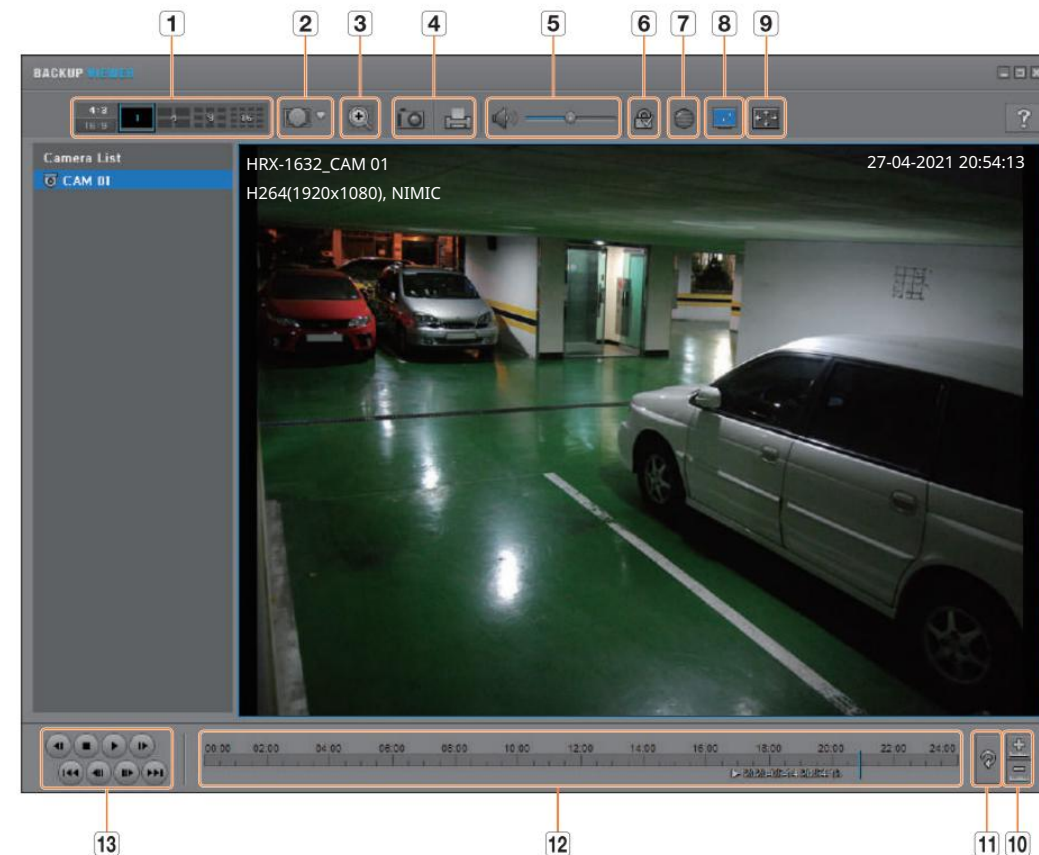 1 2 3 4 5 6 7 8 9
BACKUP VIEWER
4:3 1 4 9 16
16:9
?
Camera List
CAM 01
HRX-1632_CAM 01 27-04-2021 20:54:13
H264(1920x1080), NIMIC
00:00 02:00 04:00 06:00 08:00 10:00 12:00 14:00 16:00 18:00 20:00 22:00 24:00
13 12 11 10